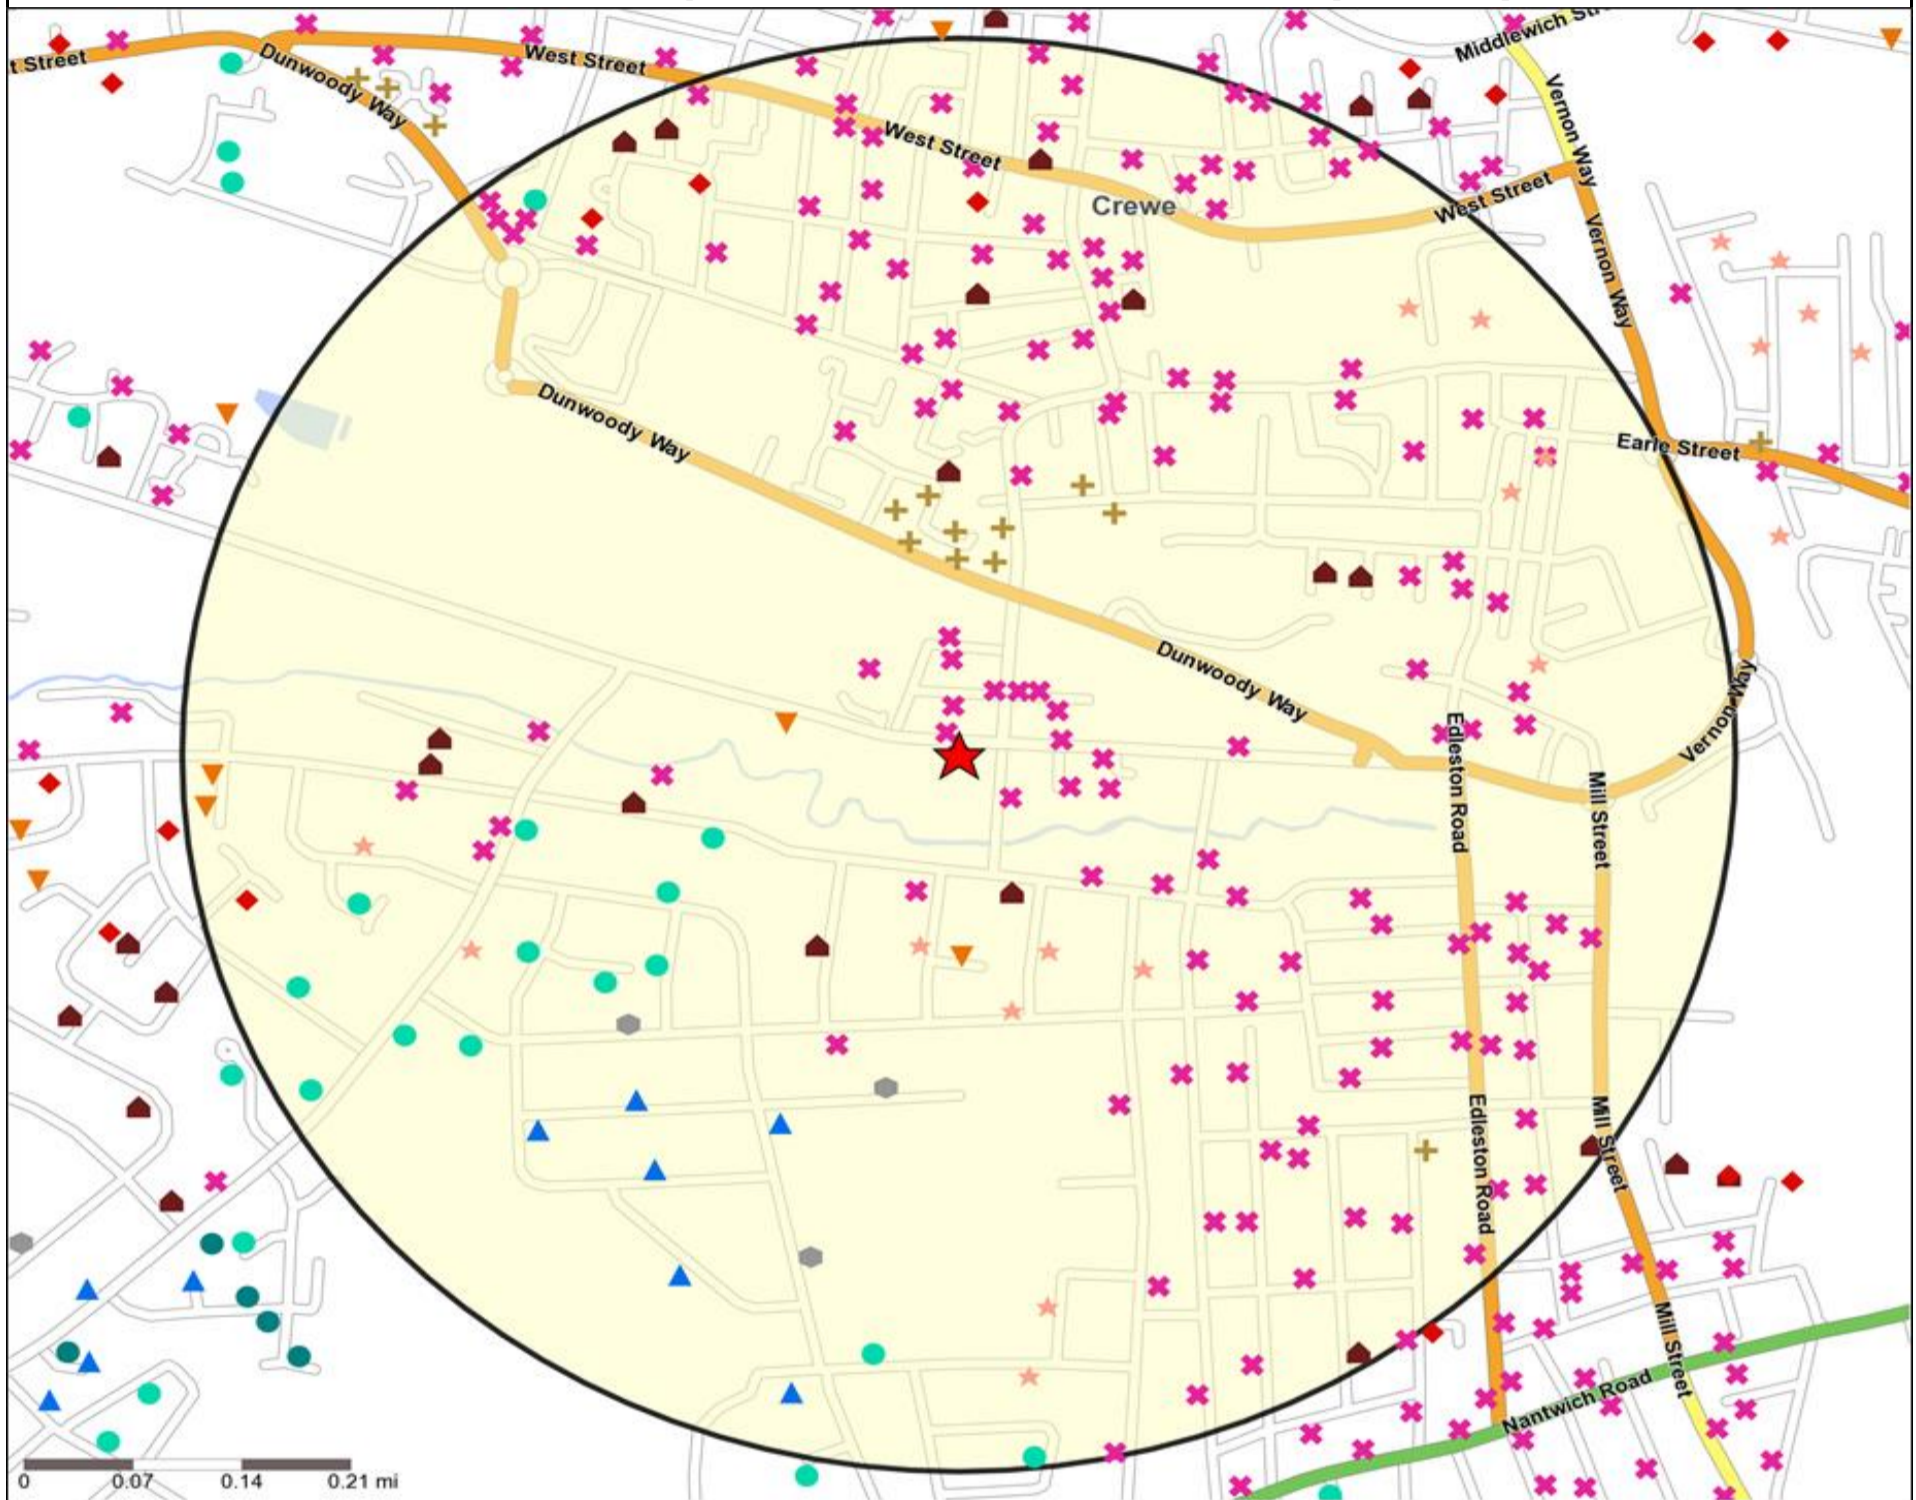 t Street
Dunwoody Way
West Street
Middlewich Str
Vernon Way
West Street
Crewe
West Street
Vernon Way
Dunwoody Way
Earle Street
Dunwoody Way
Vernon Way
Edleston Road
Mill Street
Edleston Road
Mill Street
Mill Street
Nantwich Road
0 0.07 0.14 0.21 mi